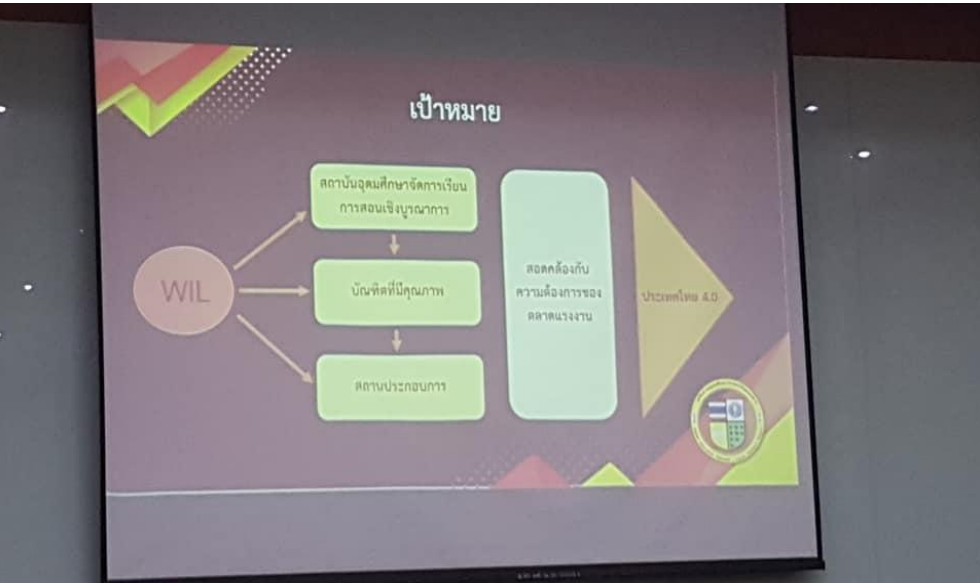 เป้าหมาย
WIL
สถาบันอุดมศึกษาจัดการเรียน
การสอนเชิงบูรณาการ
บัณฑิตที่มีคุณภาพ
สถานประกอบการ
สอดคล้องกับ
ความต้องการของ
ตลาดแรงงาน
ประเทศไทย 4.0